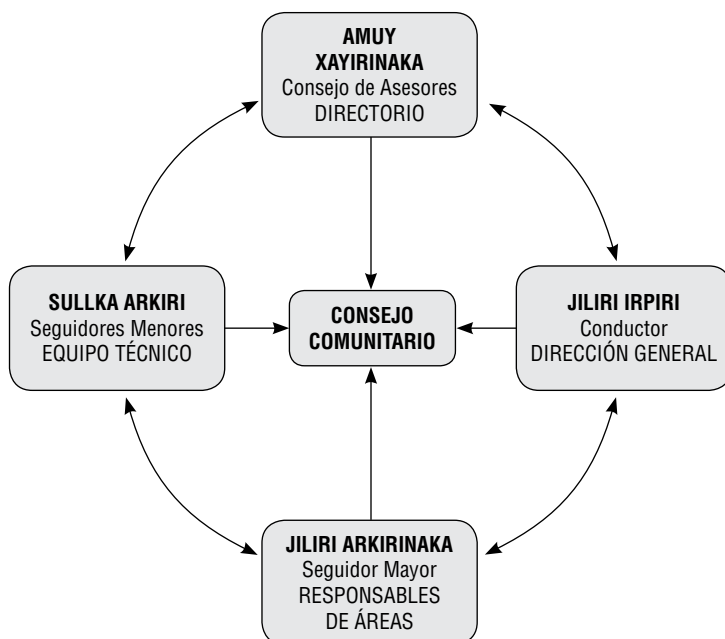 AMUY
XAYIRINAKA
Consejo de Asesores
DIRECTORIO
SULLKA ARKIRI
Seguidores Menores
EQUIPO TÉCNICO
CONSEJO
COMUNITARIO
JILIRI IRPIRI
Conductor
DIRECCIÓN GENERAL
JILIRI ARKIRINAKA
Seguidor Mayor
RESPONSABLES
DE ÁREAS